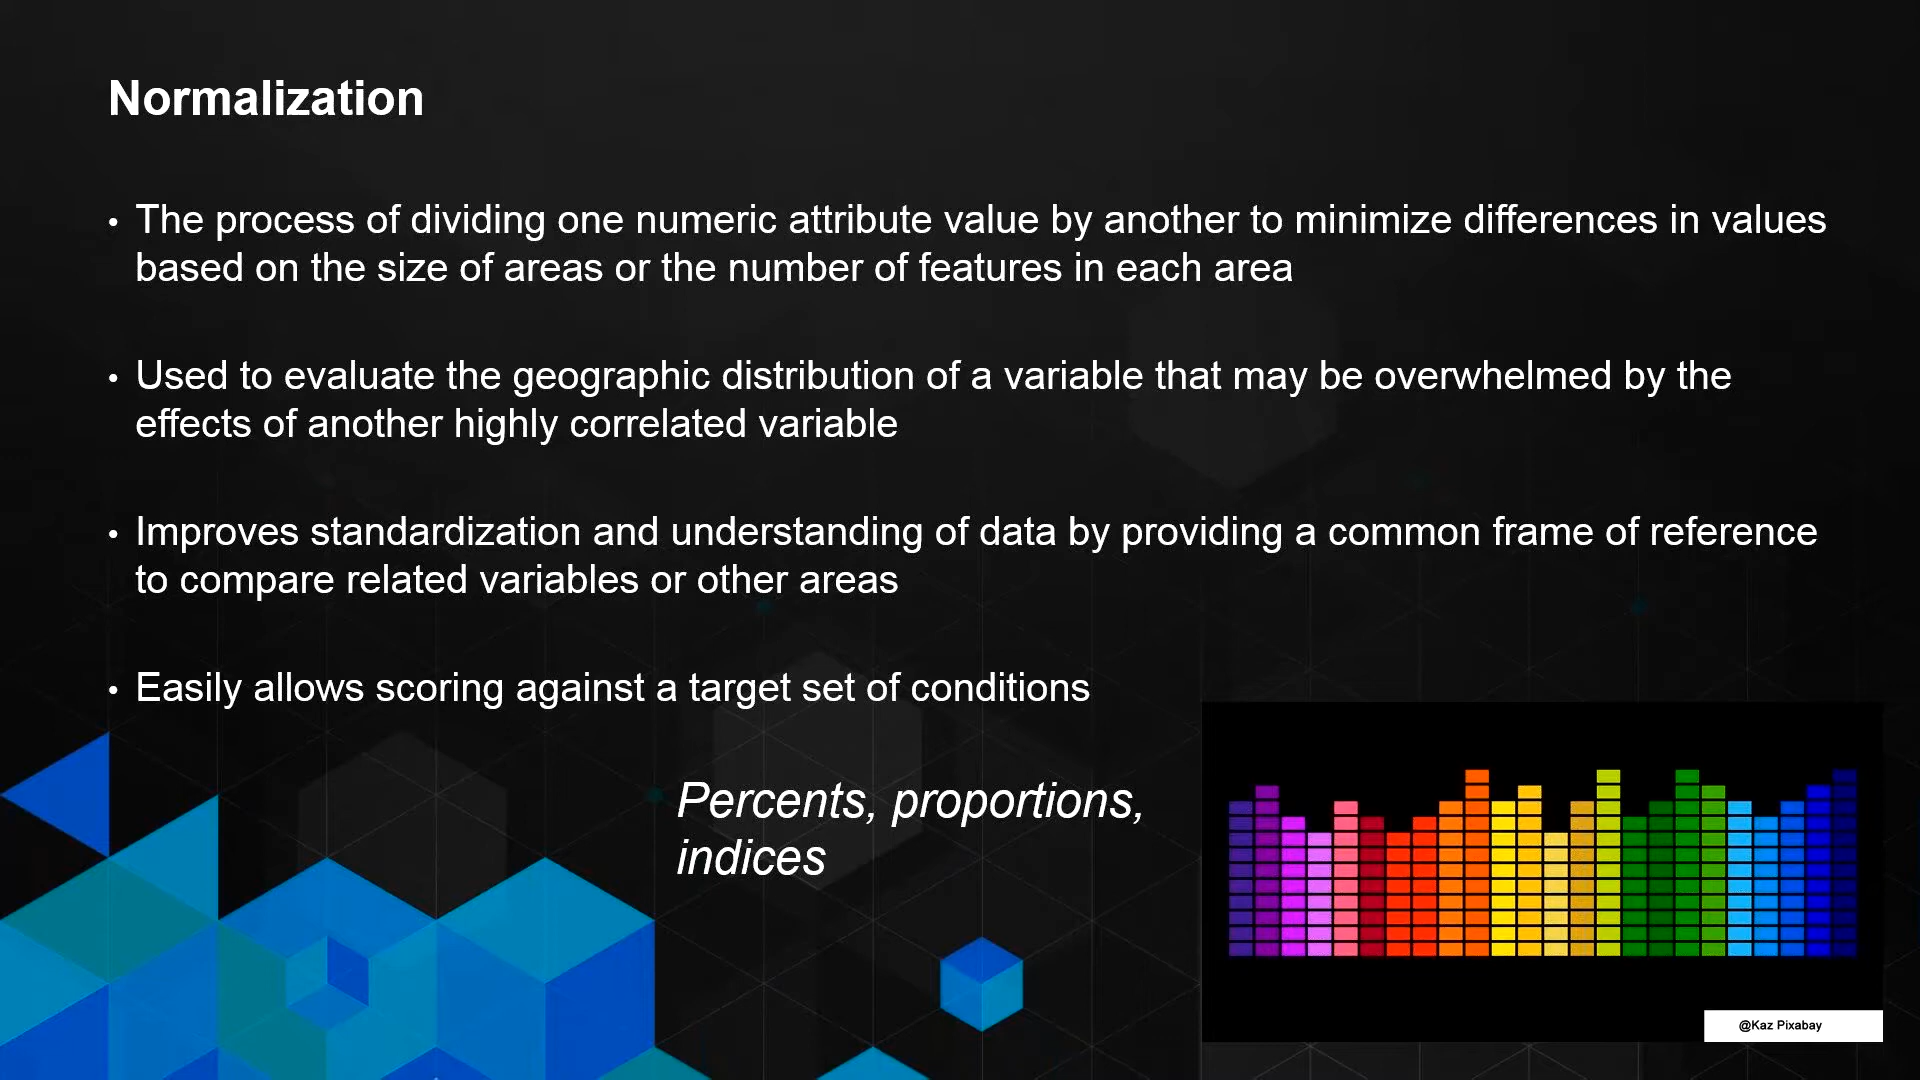 Normalization
• The process of dividing one numeric attribute value by another to minimize differences in values
based on the size of areas or the number of features in each area
• Used to evaluate the geographic distribution of a variable that may be overwhelmed by the
effects of another highly correlated variable
• Improves standardization and understanding of data by providing a common frame of reference
to compare related variables or other areas
• Easily allows scoring against a target set of conditions
Percents, proportions,
indices
@Kaz Pixabay